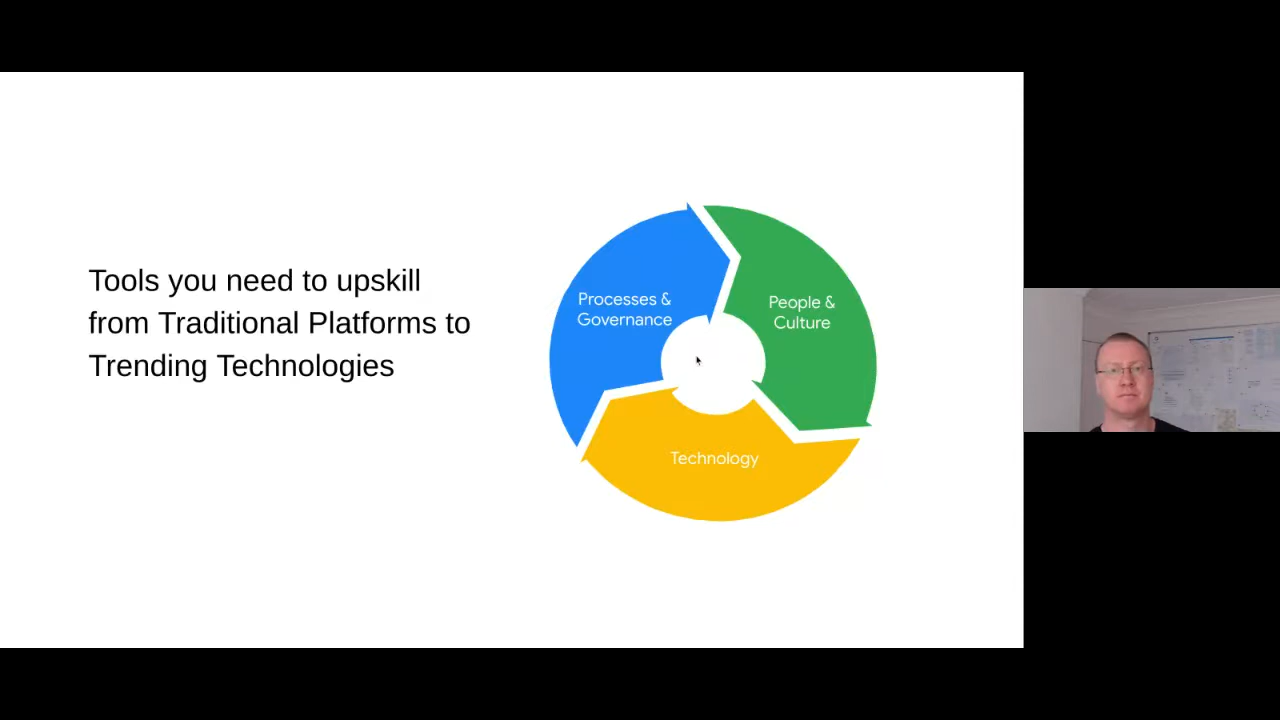 Tools you need to upskill
from Traditional Platforms to
Trending Technologies
Processes &
Governance
People &
Culture
Technology